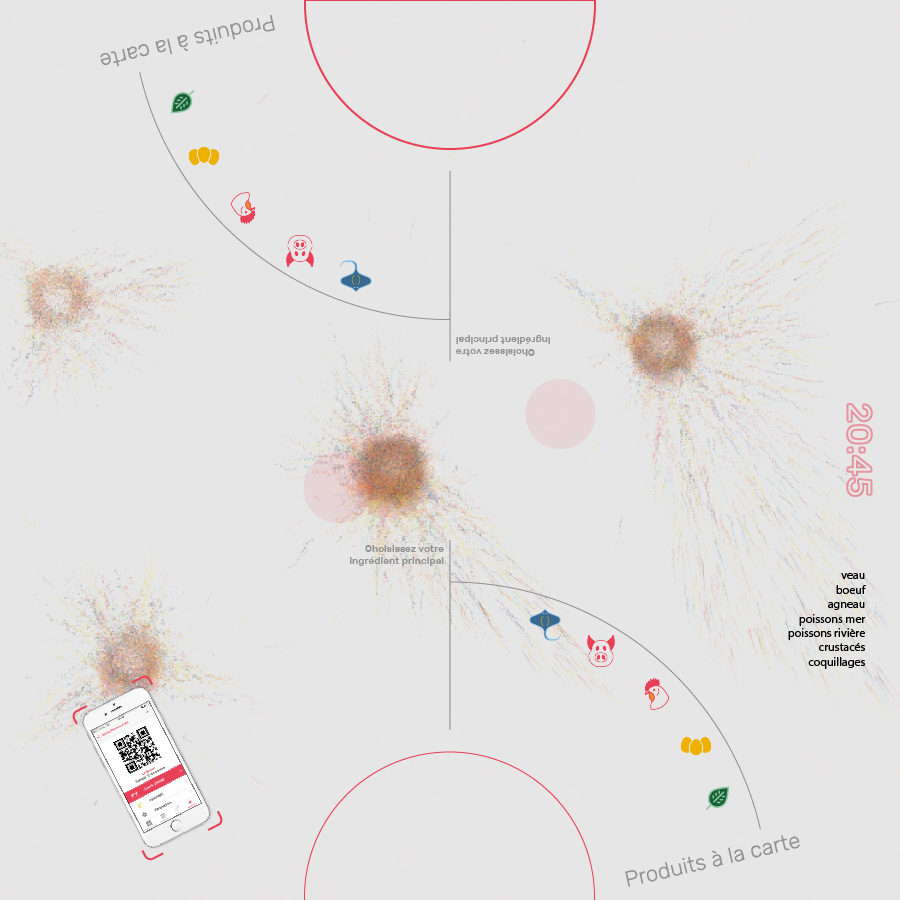 Produits à la carte
Choisissez votre
ingrédient principal
20:45
Choisissez votre
ingrédient principal
veau
boeuf
agneau
poissons mer
poissons rivière
crustacés
coquillages
Produits à la carte